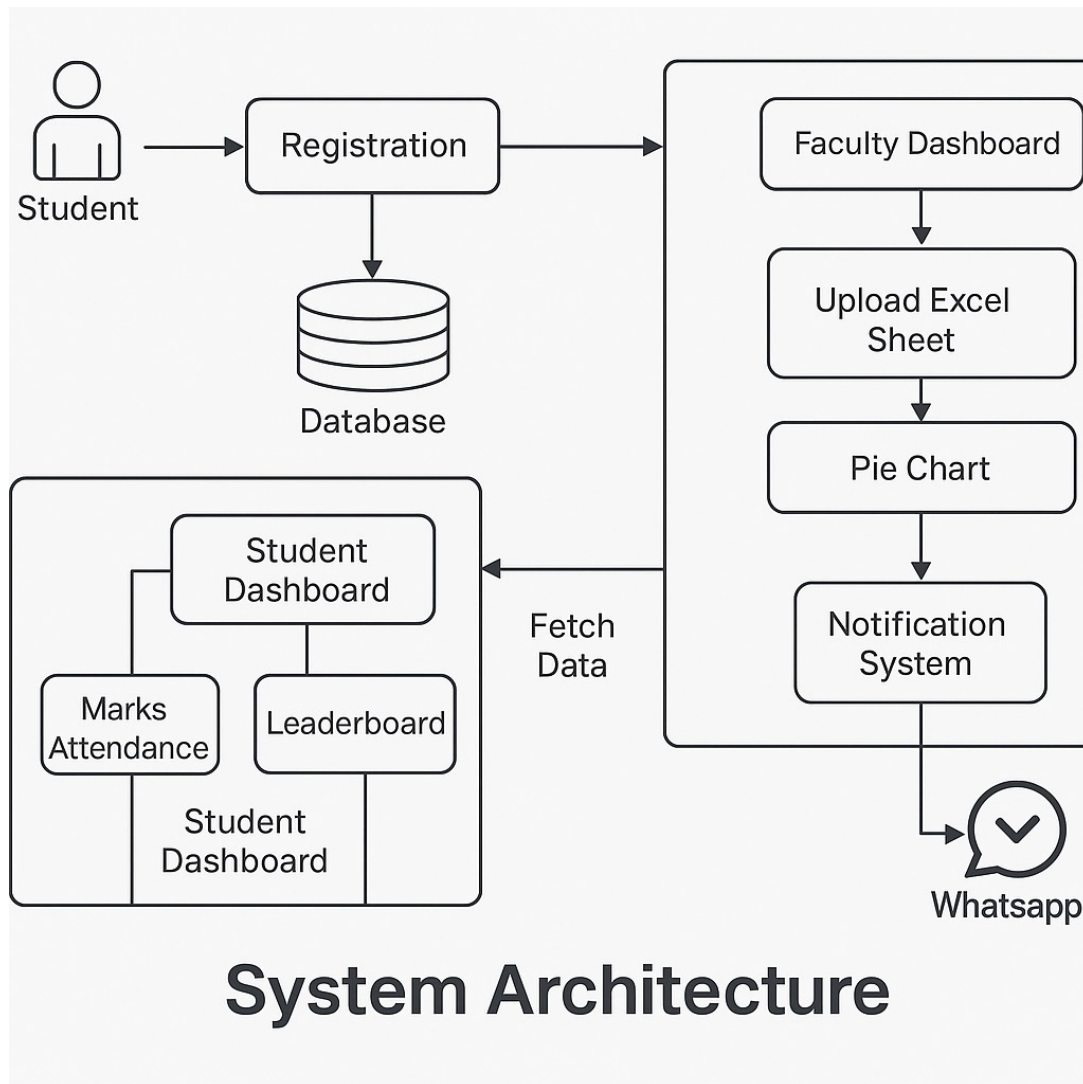 Student
Registration
Database
Faculty Dashboard
Upload Excel
Sheet
Pie Chart
Notification
System
Whatsapp
Fetch
Data
Student
Dashboard
Marks
Attendance
Leaderboard
Student
Dashboard
System Architecture